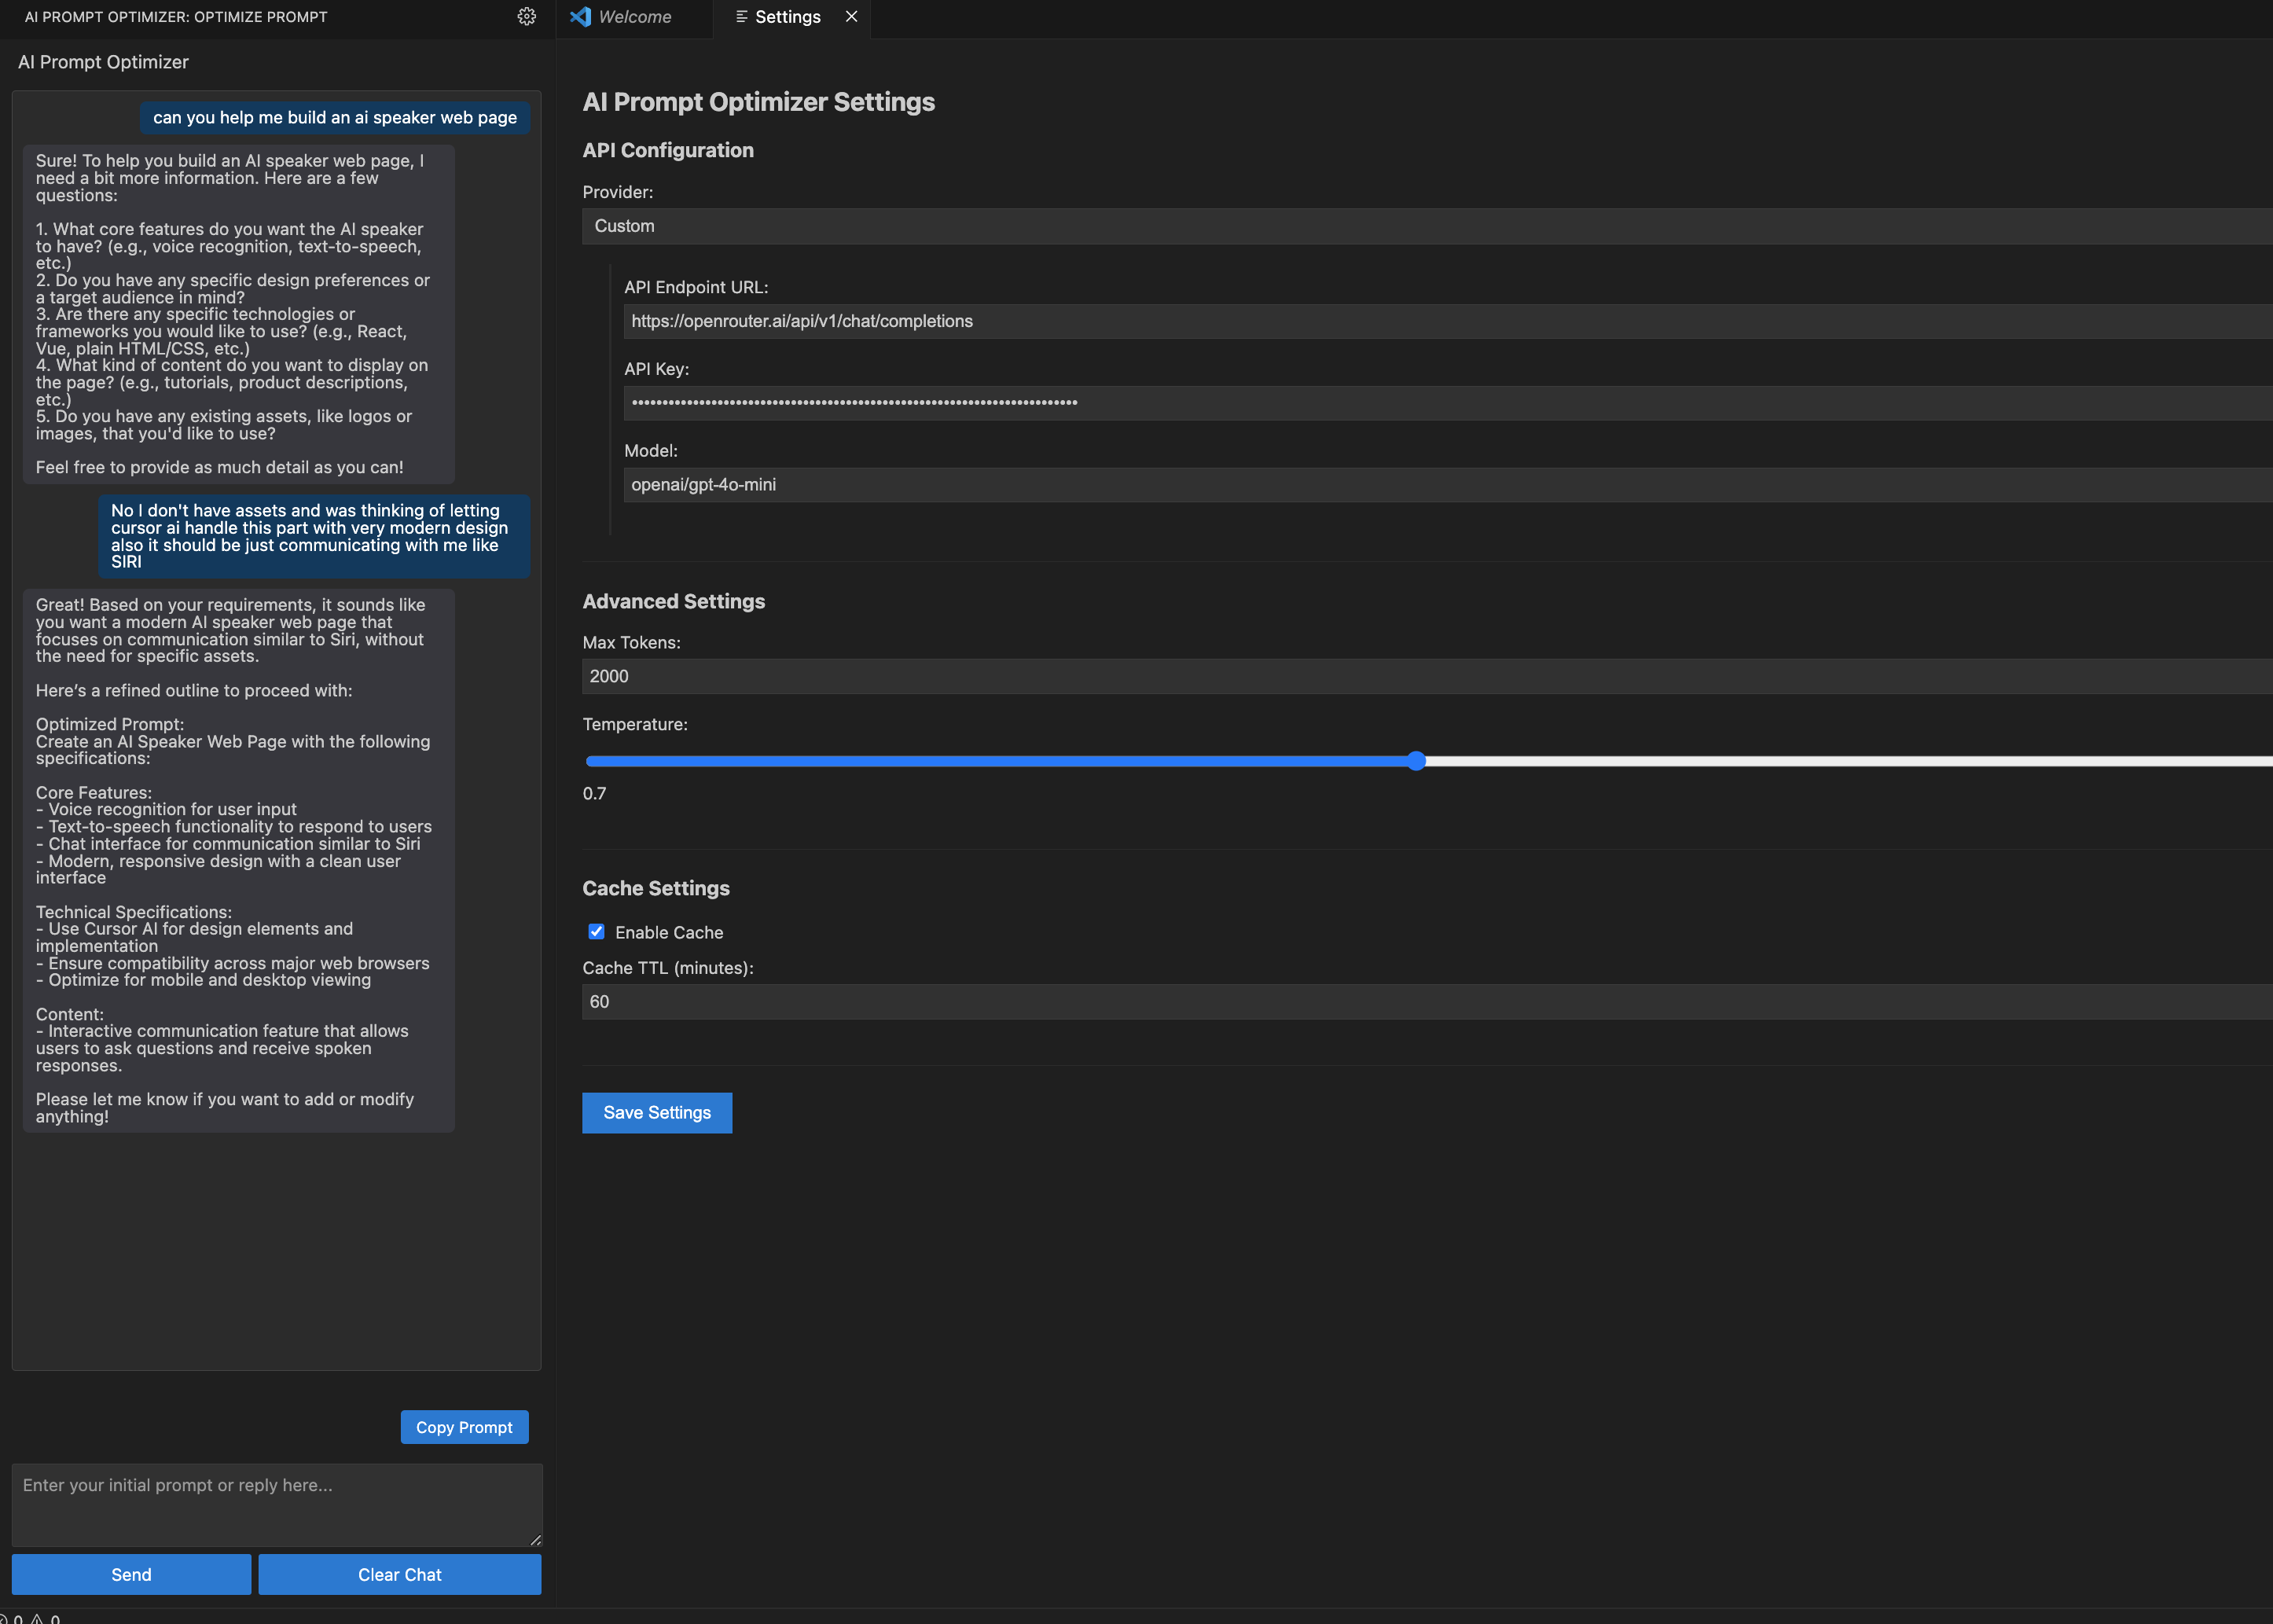 AI PROMPT OPTIMIZER: OPTIMIZE PROMPT
Welcome
Settings
AI Prompt Optimizer
can you help me build an ai speaker web page
Sure! To help you build an AI speaker web page, I
need a bit more information. Here are a few
questions:
1. What core features do you want the AI speaker
to have? (e.g., voice recognition, text-to-speech,
etc.)
2. Do you have any specific design preferences or
a target audience in mind?
3. Are there any specific technologies or
frameworks you would like to use? (e.g., React,
Vue, plain HTML/CSS, etc.)
4. What kind of content do you want to display on
the page? (e.g., tutorials, product descriptions,
etc.)
5. Do you have any existing assets, like logos or
images, that you'd like to use?
Feel free to provide as much detail as you can!
No I don't have assets and was thinking of letting
cursor ai handle this part with very modern design
also it should be just communicating with me like
SIRI
Great! Based on your requirements, it sounds like
you want a modern AI speaker web page that
focuses on communication similar to Siri, without
the need for specific assets.
Here’s a refined outline to proceed with:
Optimized Prompt:
Create an AI Speaker Web Page with the following
specifications:
Core Features:
- Voice recognition for user input
- Text-to-speech functionality to respond to users
- Chat interface for communication similar to Siri
- Modern, responsive design with a clean user
interface
Technical Specifications:
- Use Cursor AI for design elements and
implementation
- Ensure compatibility across major web browsers
- Optimize for mobile and desktop viewing
Content:
- Interactive communication feature that allows
users to ask questions and receive spoken
responses.
Please let me know if you want to add or modify
anything!
Copy Prompt
Enter your initial prompt or reply here...
Send
Clear Chat
0 0
AI Prompt Optimizer Settings
API Configuration
Provider:
Custom
API Endpoint URL:
https://openrouter.ai/api/v1/chat/completions
API Key:
Model:
openai/gpt-4o-mini
Advanced Settings
Max Tokens:
2000
Temperature:
0.7
Cache Settings
Enable Cache
Cache TTL (minutes):
60
Save Settings